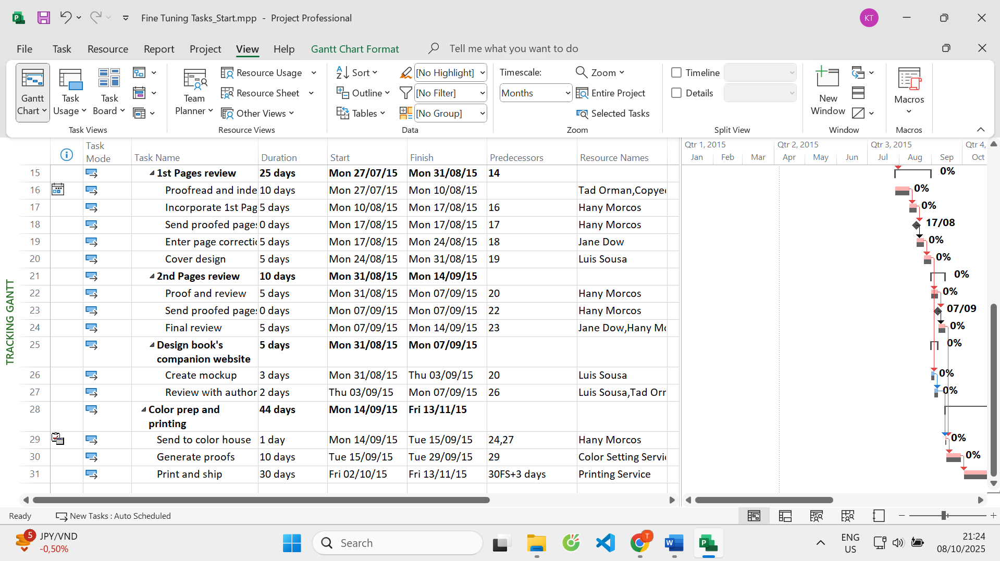 Fine Tuning Tasks_Start.mpp - Project Professional
KT
File Task Resource Report Project View Help Gantt Chart Format Tell me what you want to do
Gantt Chart
Task Usage
Task Board
Task Views
Team Planner
Resource Usage
Resource Sheet
Other Views
Resource Views
Sort
Outline
Tables
[No Highlight]
[No Filter]
[No Group]
Data
Timescale:
Months
Zoom
Entire Project
Selected Tasks
Zoom
Timeline
Details
Split View
New Window
Window
Macros
Macros
TRACKING GANTT
Task Mode Task Name Duration Start Finish Predecessors Resource Names
Qtr 1, 2015 Qtr 2, 2015 Qtr 3, 2015 Qtr 4,
Jan Feb Mar Apr May Jun Jul Aug Sep Oct
15 1st Pages review 25 days Mon 27/07/15 Mon 31/08/15 14 0%
16 Proofread and inde 10 days Mon 27/07/15 Mon 10/08/15 Tad Orman,Copyed 0%
17 Incorporate 1st Pag 5 days Mon 10/08/15 Mon 17/08/15 16 Hany Morcos 0%
18 Send proofed pages 0 days Mon 17/08/15 Mon 17/08/15 17 Hany Morcos 17/08
19 Enter page correctio 5 days Mon 17/08/15 Mon 24/08/15 18 Jane Dow 0%
20 Cover design 5 days Mon 24/08/15 Mon 31/08/15 19 Luis Sousa 0%
21 2nd Pages review 10 days Mon 31/08/15 Mon 14/09/15 0%
22 Proof and review 5 days Mon 31/08/15 Mon 07/09/15 20 Hany Morcos 0%
23 Send proofed pages 0 days Mon 07/09/15 Mon 07/09/15 22 Hany Morcos 07/09
24 Final review 5 days Mon 07/09/15 Mon 14/09/15 23 Jane Dow,Hany Mo 0%
25 Design book's companion website 5 days Mon 31/08/15 Mon 07/09/15 0%
26 Create mockup 3 days Mon 31/08/15 Thu 03/09/15 20 Luis Sousa 0%
27 Review with author 2 days Thu 03/09/15 Mon 07/09/15 26 Luis Sousa,Tad Orm 0%
28 Color prep and printing 44 days Mon 14/09/15 Fri 13/11/15
29 Send to color house 1 day Mon 14/09/15 Tue 15/09/15 24,27 Hany Morcos 0%
30 Generate proofs 10 days Tue 15/09/15 Tue 29/09/15 29 Color Setting Servic 0%
31 Print and ship 30 days Fri 02/10/15 Fri 13/11/15 30FS+3 days Printing Service
Ready New Tasks : Auto Scheduled
5 JPY/VND
-0,50%
Search
T
ENG
US
21:24
08/10/2025